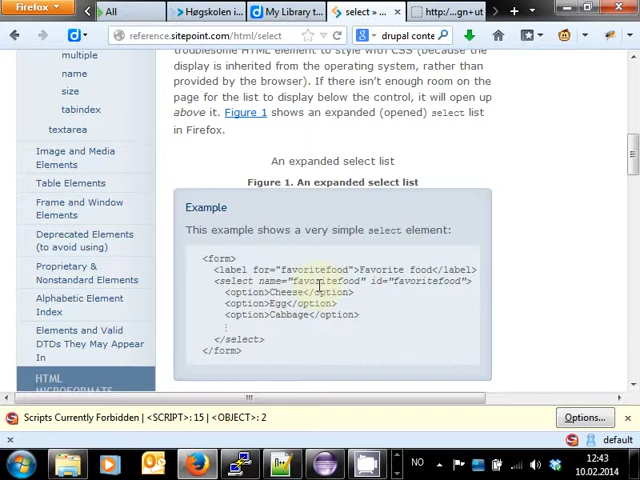 Firefox
All
Høgskolen i...
My Library t...
select » ...
http:/...gn+ut
reference.sitepoint.com/html/select
drupal conte
multiple
name
size
tabindex
textarea
Image and Media
Elements
Table Elements
Frame and Window
Elements
Deprecated Elements
(to avoid using)
Alphabetic Element
Index
Elements and Valid
DTDs They May Appear
In
HTML
MICROFORMATS
troublesome HTML element to style with CSS (because the
display is inherited from the operating system, rather than
provided by the browser). If there isn't enough room on the
page for the list to display below the control, it will open up
above it. Figure 1 shows an expanded (opened) select list
in Firefox.
An expanded select list
Figure 1. An expanded select list
Example
This example shows a very simple select element:
<form>
<label for="favoritefood">Favorite food</label>
<select name="favoritefood" id="favoritefood">
<option>Cheese</option>
<option>Egg</option>
<option>Cabbage</option>
⋮
</select>
</form>
Scripts Currently Forbidden | <SCRIPT>: 15 | <OBJECT>: 2
Options...
default
NO
12:43
10.02.2014